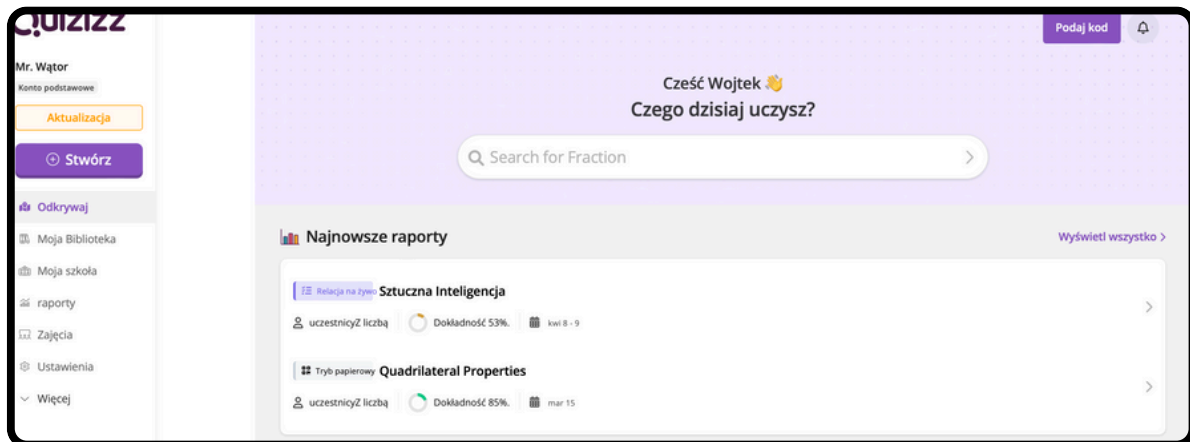 Quizizz
Podaj kod
Mr. Wątor
Konto podstawowe
Aktualizacja
Stwórz
Odkrywaj
Moja Biblioteka
Moja szkoła
raporty
Zajęcia
Ustawienia
Więcej
Cześć Wojtek
Czego dzisiaj uczysz?
Search for Fraction
Najnowsze raporty
Wyświetl wszystko
Relacja na żywo Sztuczna Inteligencja
uczestnicyZ liczbą Dokładność 53%. kwi 8 - 9
Tryb papierowy Quadrilateral Properties
uczestnicyZ liczbą Dokładność 85%. mar 15